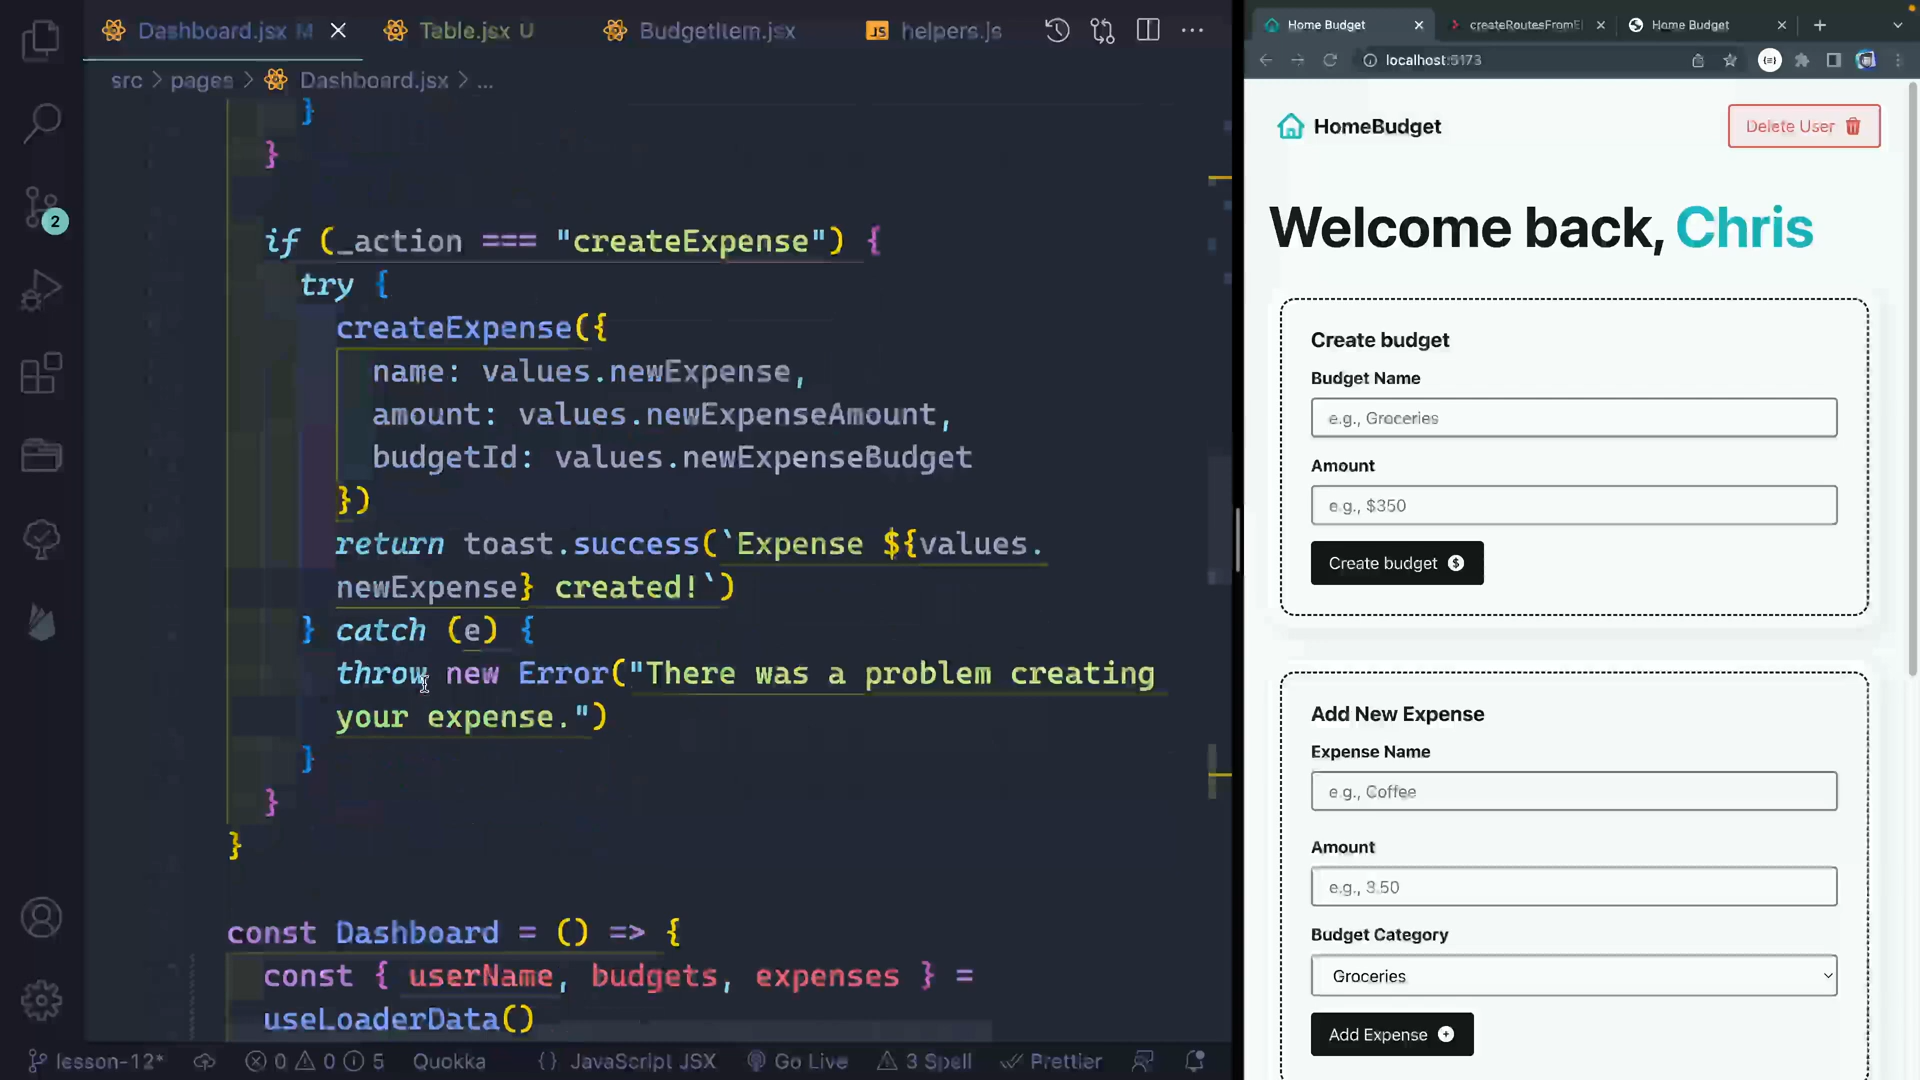 Dashboard.jsx M
Table.jsx U
BudgetItem.jsx
JS helpers.js
src > pages > Dashboard.jsx > ...
}
}
if (_action === "createExpense") {
try {
createExpense({
name: values.newExpense,
amount: values.newExpenseAmount,
budgetId: values.newExpenseBudget
})
return toast.success(`Expense ${values.
newExpense} created!`)
} catch (e) {
throw new Error("There was a problem creating
your expense.")
}
}
}
const Dashboard = () => {
const { userName, budgets, expenses } =
useLoaderData()
2
lesson-12*
0 0 5
Quokka
{} JavaScript JSX
Go Live
3 Spell
Prettier
Home Budget
createRoutesFromEl
Home Budget
localhost:5173
HomeBudget
Delete User
Welcome back, Chris
Create budget
Budget Name
e.g., Groceries
Amount
e.g., $350
Create budget
Add New Expense
Expense Name
e.g., Coffee
Amount
e.g., 3.50
Budget Category
Groceries
Add Expense